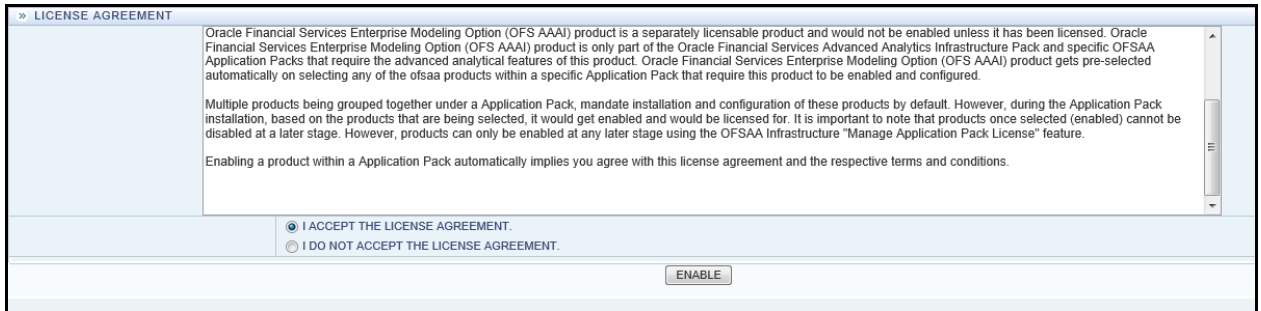 » LICENSE AGREEMENT
Oracle Financial Services Enterprise Modeling Option (OFS AAAI) product is a separately licensable product and would not be enabled unless it has been licensed. Oracle
Financial Services Enterprise Modeling Option (OFS AAAI) product is only part of the Oracle Financial Services Advanced Analytics Infrastructure Pack and specific OFSAA
Application Packs that require the advanced analytical features of this product. Oracle Financial Services Enterprise Modeling Option (OFS AAAI) product gets pre-selected
automatically on selecting any of the ofsaa products within a specific Application Pack that require this product to be enabled and configured.
Multiple products being grouped together under a Application Pack, mandate installation and configuration of these products by default. However, during the Application Pack
installation, based on the products that are being selected, it would get enabled and would be licensed for. It is important to note that products once selected (enabled) cannot be
disabled at a later stage. However, products can only be enabled at any later stage using the OFSAA Infrastructure "Manage Application Pack License" feature.
Enabling a product within a Application Pack automatically implies you agree with this license agreement and the respective terms and conditions.
I ACCEPT THE LICENSE AGREEMENT.
I DO NOT ACCEPT THE LICENSE AGREEMENT.
ENABLE